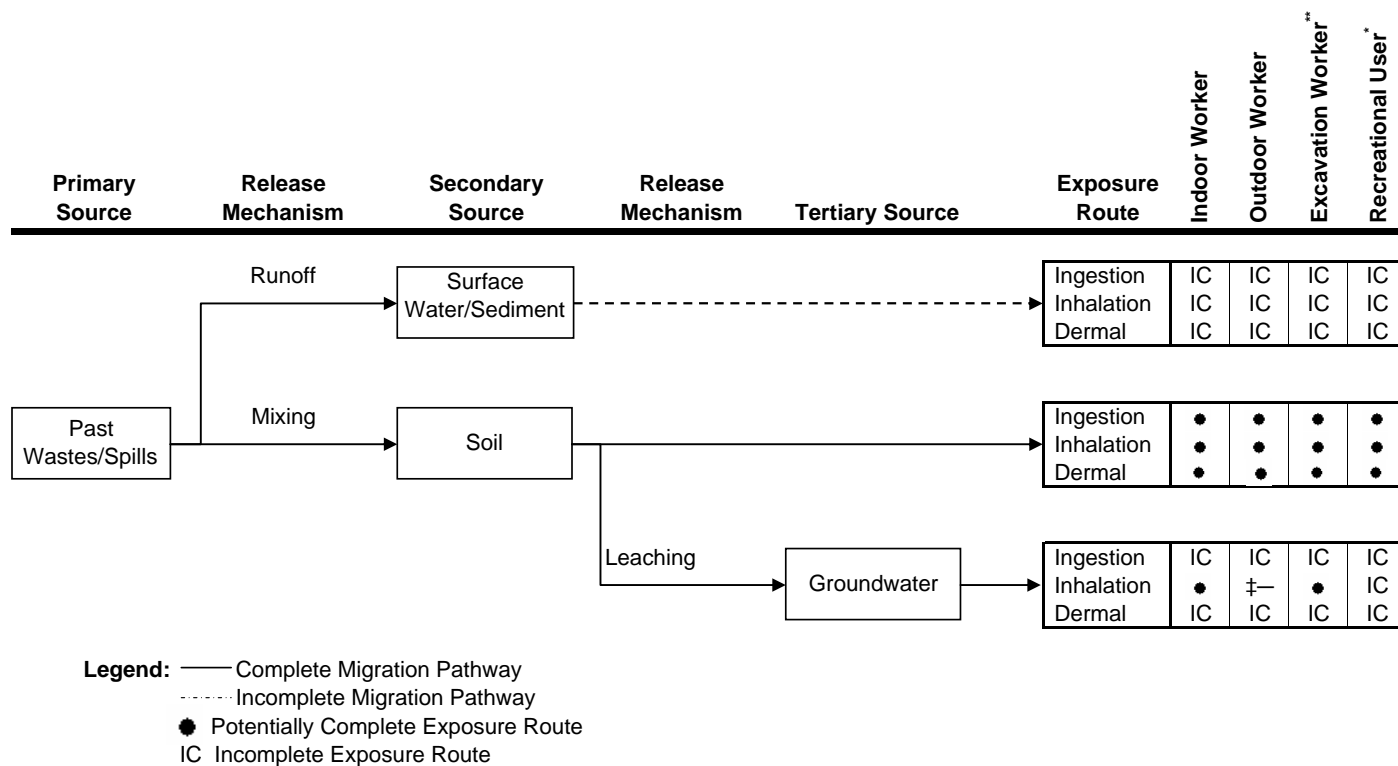 Primary Source
Release Mechanism
Secondary Source
Release Mechanism
Tertiary Source
Exposure Route
Indoor Worker
Outdoor Worker
Excavation Worker**
Recreational User*
Runoff
Surface
Water/Sediment
Ingestion IC IC IC IC
Inhalation IC IC IC IC
Dermal IC IC IC IC
Past
Wastes/Spills
Mixing
Soil
Ingestion ● ● ● ●
Inhalation ● ● ● ●
Dermal ● ● ● ●
Leaching
Groundwater
Ingestion IC IC IC IC
Inhalation ● ‡— ● IC
Dermal IC IC IC IC
Legend: Complete Migration Pathway
Incomplete Migration Pathway
● Potentially Complete Exposure Route
IC Incomplete Exposure Route